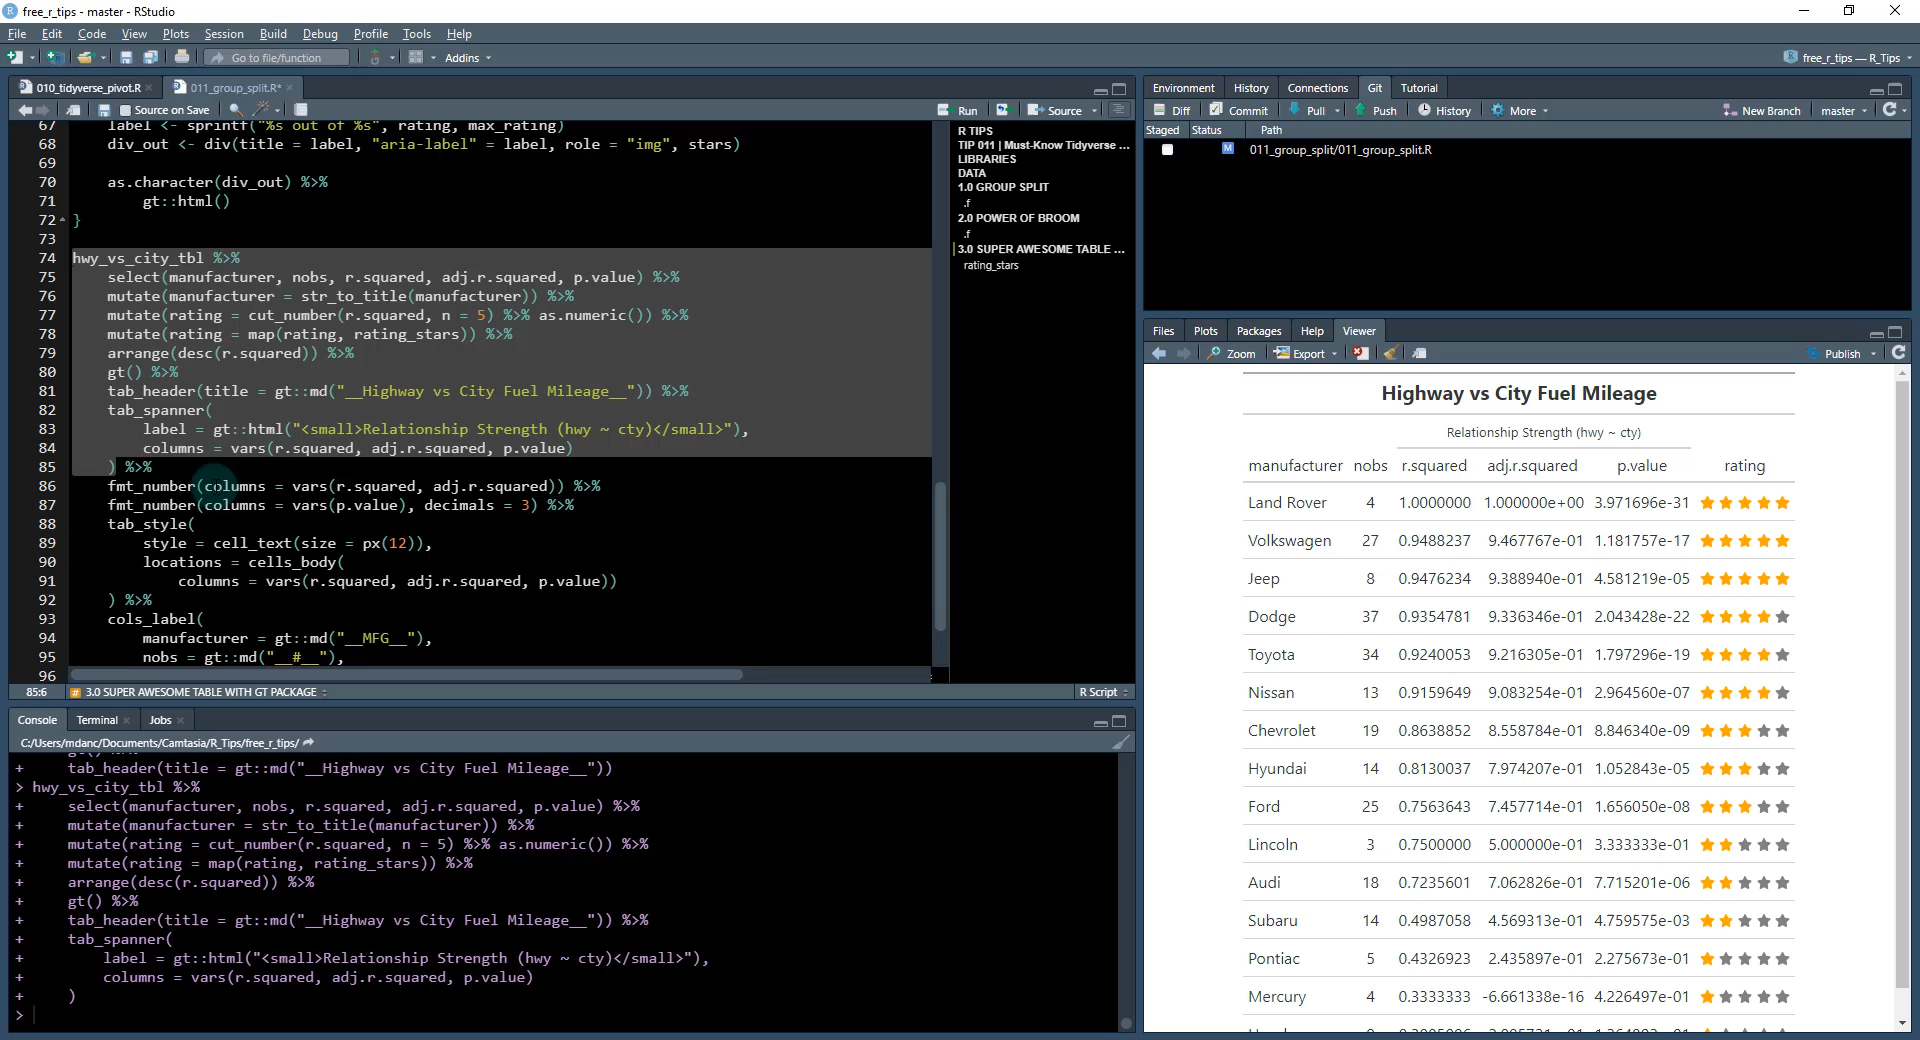 free_r_tips - master - RStudio
File Edit Code View Plots Session Build Debug Profile Tools Help
Go to file/function Addins free_r_tips — R_Tips
010_tidyverse_pivot.R 011_group_split.R*
Source on Save Run Source
67 label <- sprintf("%s out of %s", rating, max_rating)
68 div_out <- div(title = label, "aria-label" = label, role = "img", stars)
69
70 as.character(div_out) %>%
71 gt::html()
72 }
73
74 hwy_vs_city_tbl %>%
75 select(manufacturer, nobs, r.squared, adj.r.squared, p.value) %>%
76 mutate(manufacturer = str_to_title(manufacturer)) %>%
77 mutate(rating = cut_number(r.squared, n = 5) %>% as.numeric()) %>%
78 mutate(rating = map(rating, rating_stars)) %>%
79 arrange(desc(r.squared)) %>%
80 gt() %>%
81 tab_header(title = gt::md("__Highway vs City Fuel Mileage__")) %>%
82 tab_spanner(
83 label = gt::html("<small>Relationship Strength (hwy ~ cty)</small>"),
84 columns = vars(r.squared, adj.r.squared, p.value)
85 ) %>%
86 fmt_number(columns = vars(r.squared, adj.r.squared)) %>%
87 fmt_number(columns = vars(p.value), decimals = 3) %>%
88 tab_style(
89 style = cell_text(size = px(12)),
90 locations = cells_body(
91 columns = vars(r.squared, adj.r.squared, p.value))
92 ) %>%
93 cols_label(
94 manufacturer = gt::md("__MFG__"),
95 nobs = gt::md("__#__"),
96
85:6 # 3.0 SUPER AWESOME TABLE WITH GT PACKAGE R Script
R TIPS
TIP 011 | Must-Know Tidyverse ...
LIBRARIES
DATA
1.0 GROUP SPLIT
.f
2.0 POWER OF BROOM
.f
3.0 SUPER AWESOME TABLE ...
rating_stars
Console Terminal Jobs
C:/Users/mdanc/Documents/Camtasia/R_Tips/free_r_tips/
+ tab_header(title = gt::md("__Highway vs City Fuel Mileage__"))
> hwy_vs_city_tbl %>%
+ select(manufacturer, nobs, r.squared, adj.r.squared, p.value) %>%
+ mutate(manufacturer = str_to_title(manufacturer)) %>%
+ mutate(rating = cut_number(r.squared, n = 5) %>% as.numeric()) %>%
+ mutate(rating = map(rating, rating_stars)) %>%
+ arrange(desc(r.squared)) %>%
+ gt() %>%
+ tab_header(title = gt::md("__Highway vs City Fuel Mileage__")) %>%
+ tab_spanner(
+ label = gt::html("<small>Relationship Strength (hwy ~ cty)</small>"),
+ columns = vars(r.squared, adj.r.squared, p.value)
+ )
>
Environment History Connections Git Tutorial
Diff Commit Pull Push History More New Branch master
Staged Status Path
M 011_group_split/011_group_split.R
Files Plots Packages Help Viewer
Zoom Export Publish
Highway vs City Fuel Mileage
Relationship Strength (hwy ~ cty)
manufacturer nobs r.squared adj.r.squared p.value rating
Land Rover 4 1.0000000 1.000000e+00 3.971696e-31
Volkswagen 27 0.9488237 9.467767e-01 1.181757e-17
Jeep 8 0.9476234 9.388940e-01 4.581219e-05
Dodge 37 0.9354781 9.336346e-01 2.043428e-22
Toyota 34 0.9240053 9.216305e-01 1.797296e-19
Nissan 13 0.9159649 9.083254e-01 2.964560e-07
Chevrolet 19 0.8638852 8.558784e-01 8.846340e-09
Hyundai 14 0.8130037 7.974207e-01 1.052843e-05
Ford 25 0.7563643 7.457714e-01 1.656050e-08
Lincoln 3 0.7500000 5.000000e-01 3.333333e-01
Audi 18 0.7235601 7.062826e-01 7.715201e-06
Subaru 14 0.4987058 4.569313e-01 4.759575e-03
Pontiac 5 0.4326923 2.435897e-01 2.275673e-01
Mercury 4 0.3333333 -6.661338e-16 4.226497e-01